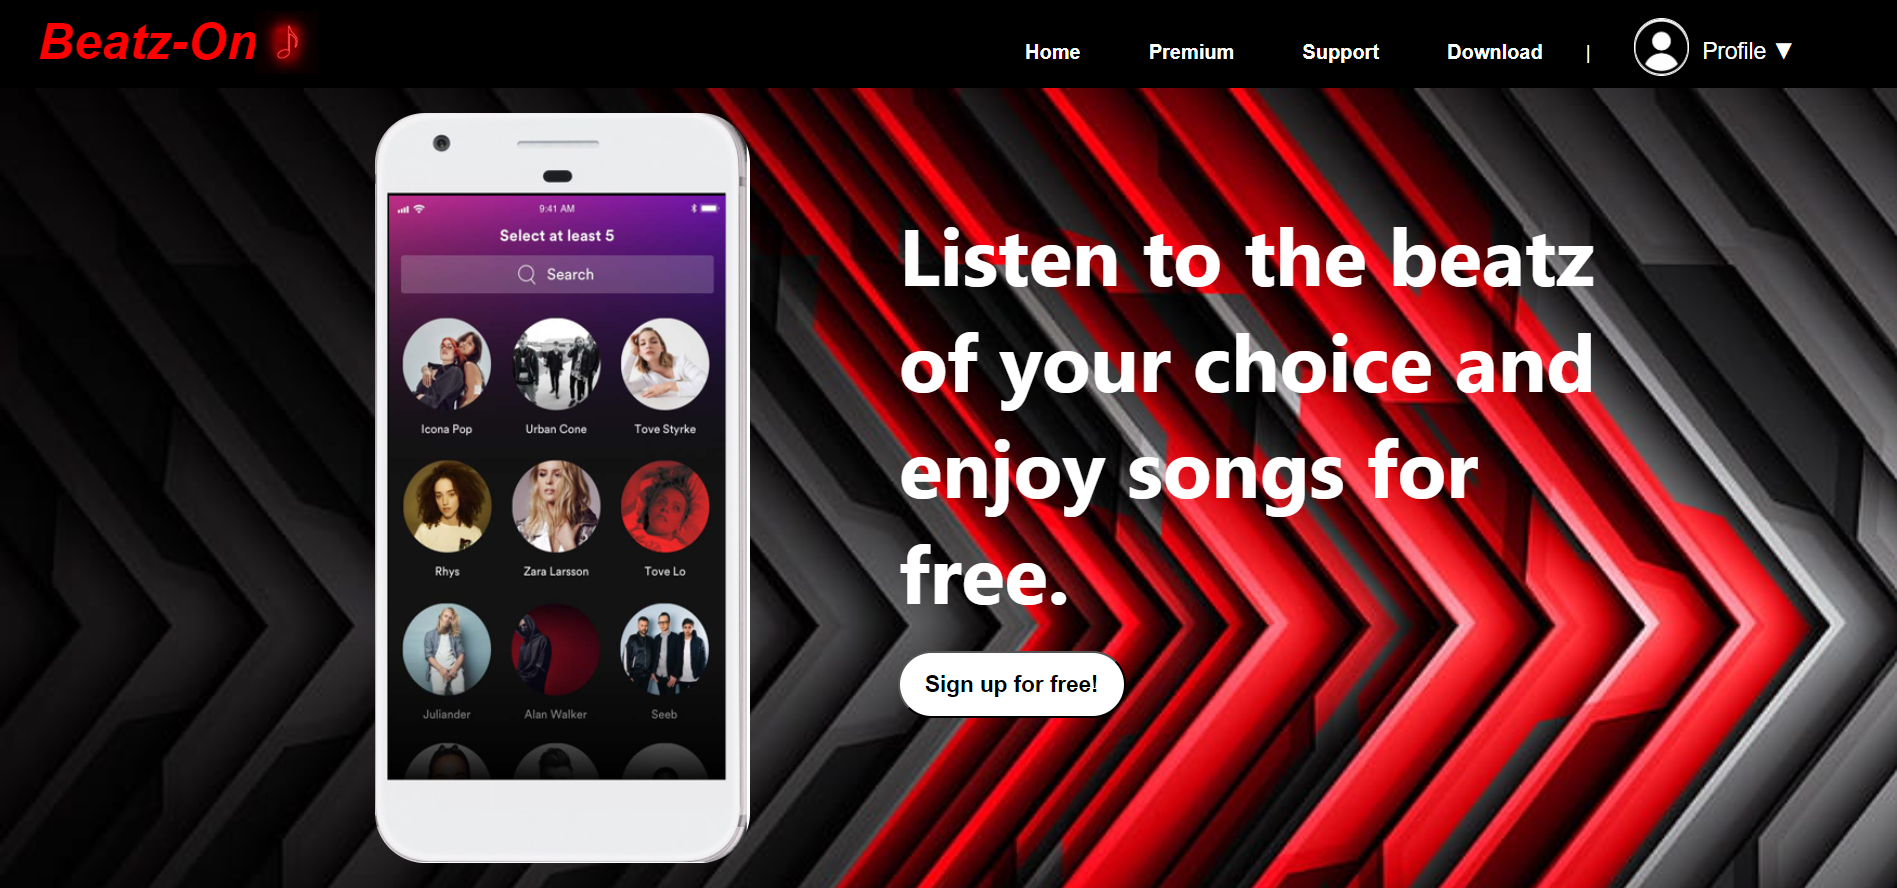 Beatz-On
Home Premium Support Download | Profile ▼
9:41 AM
Select at least 5
Search
Icona Pop Urban Cone Tove Styrke
Rhys Zara Larsson Tove Lo
Juliander Alan Walker Seeb
Listen to the beatz
of your choice and
enjoy songs for
free.
Sign up for free!